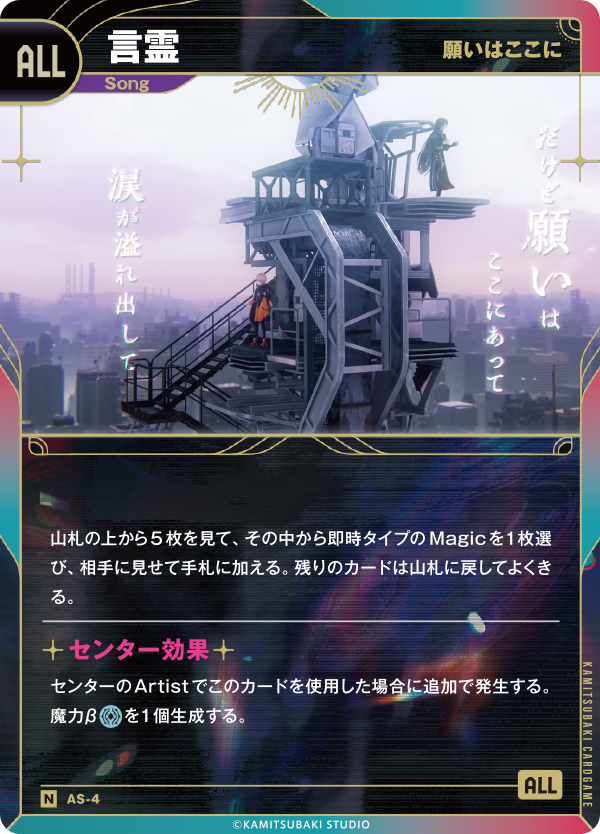 ALL
言霊
願いはここに
Song
だけど願いは
ここにあって
涙が溢れ出して
山札の上から5枚を見て、その中から即時タイプのMagicを1枚選
び、相手に見せて手札に加える。残りのカードは山札に戻してよくき
る。
センター効果
センターのArtistでこのカードを使用した場合に追加で発生する。
魔力βを1個生成する。
KAMITSUBAKI CARDGAME
N AS-4
ALL
©KAMITSUBAKI STUDIO